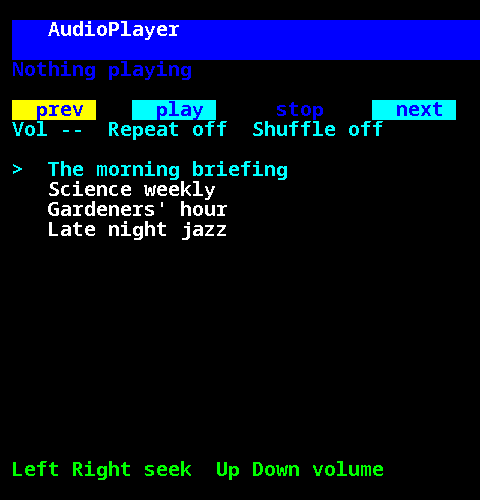 AudioPlayer
Nothing playing
prev play stop next
Vol -- Repeat off Shuffle off
> The morning briefing
Science weekly
Gardeners' hour
Late night jazz
Left Right seek Up Down volume